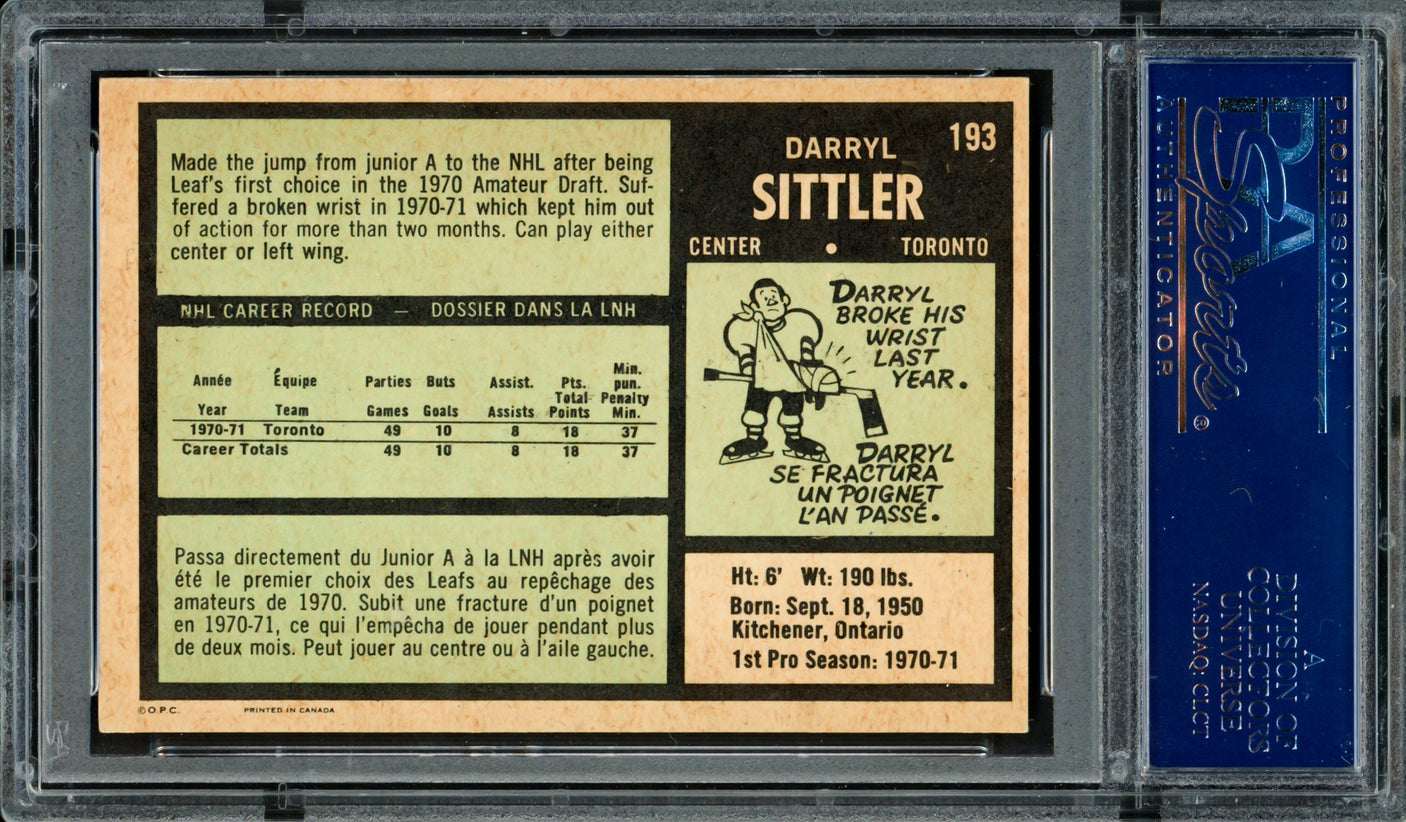 193
DARRYL
SITTLER
CENTER • TORONTO
Made the jump from junior A to the NHL after being
Leaf's first choice in the 1970 Amateur Draft. Suf-
fered a broken wrist in 1970-71 which kept him out
of action for more than two months. Can play either
center or left wing.
NHL CAREER RECORD — DOSSIER DANS LA LNH
Année Équipe Parties Buts Assist. Pts. Min. pun.
Year Team Games Goals Assists Total Points Penalty Min.
1970-71 Toronto 49 10 8 18 37
Career Totals 49 10 8 18 37
Passa directement du Junior A à la LNH après avoir
été le premier choix des Leafs au repêchage des
amateurs de 1970. Subit une fracture d'un poignet
en 1970-71, ce qui l'empêcha de jouer pendant plus
de deux mois. Peut jouer au centre ou à l'aile gauche.
DARRYL
BROKE HIS
WRIST
LAST
YEAR.
DARRYL
SE FRACTURA
UN POIGNET
L'AN PASSÉ.
Ht: 6' Wt: 190 lbs.
Born: Sept. 18, 1950
Kitchener, Ontario
1st Pro Season: 1970-71
© O.P.C. PRINTED IN CANADA
PROFESSIONAL
PSA
Sports®
AUTHENTICATOR
A
DIVISION OF
COLLECTORS
UNIVERSE
NASDAQ: CLCT
PSA